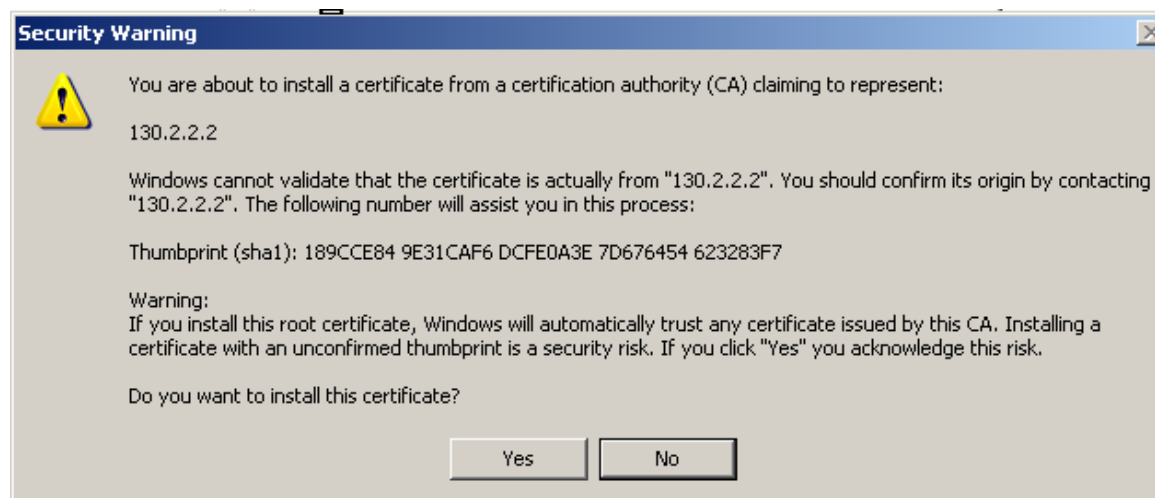 Security Warning
You are about to install a certificate from a certification authority (CA) claiming to represent:
130.2.2.2
Windows cannot validate that the certificate is actually from "130.2.2.2". You should confirm its origin by contacting
"130.2.2.2". The following number will assist you in this process:
Thumbprint (sha1): 189CCE84 9E31CAF6 DCFE0A3E 7D676454 623283F7
Warning:
If you install this root certificate, Windows will automatically trust any certificate issued by this CA. Installing a
certificate with an unconfirmed thumbprint is a security risk. If you click "Yes" you acknowledge this risk.
Do you want to install this certificate?
Yes No